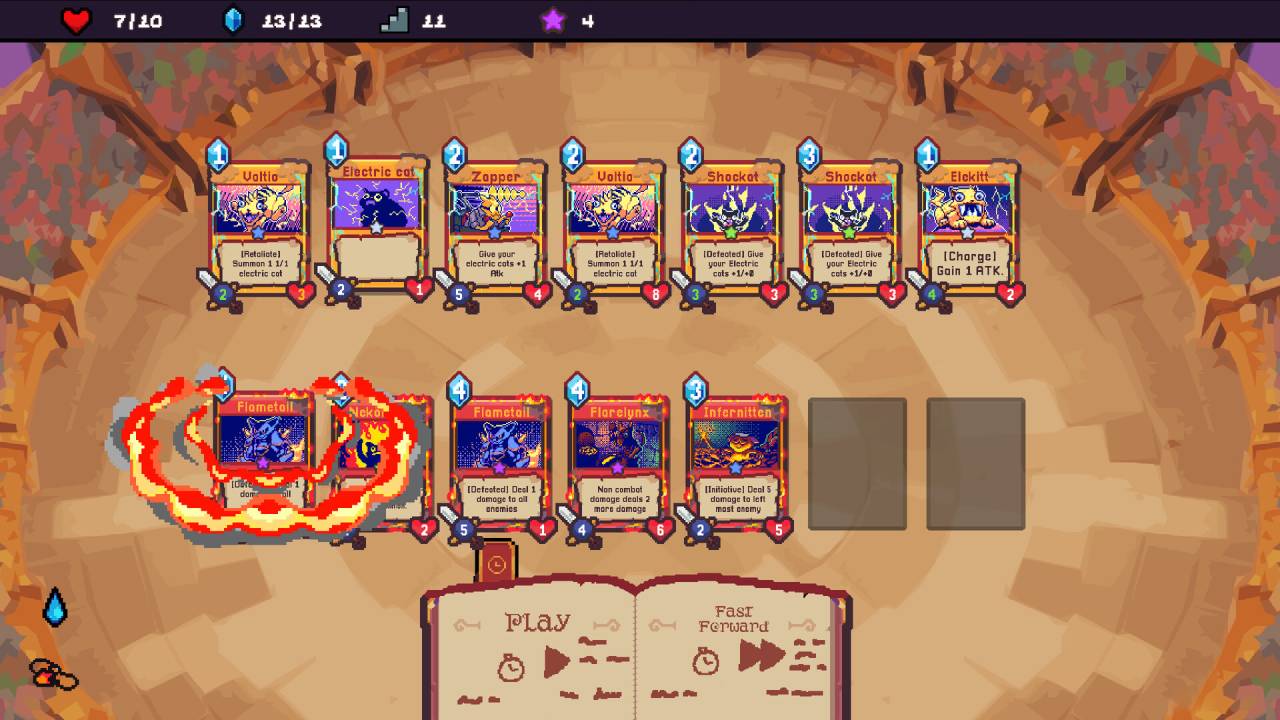 7/10 13/13 11 4
1 1 2 2 2 3 1
Voltio Electric cat Zapper Voltio Shockat Shockat Elekitt
[Retaliate]
Summon 1 1/1
electric cat
Give your
electric cats +1
Atk
[Retaliate]
Summon 1 1/1
electric cat
[Defeated] Give
your Electric
cats +1/+0
[Defeated] Give
your Electric
cats +1/+0
[Charge]
Gain 1 ATK.
2 3 2 1 5 4 2 8 3 3 3 3 4 2
4 4 3
Flametail Flametail Flarelynx Infernitten
[Defeated] Deal 1
damage to all
enemies
Non combat
damage deals 2
more damage
[Initiative] Deal 5
damage to left
most enemy
2 5 1 4 6 2 5
Play
Fast
Forward